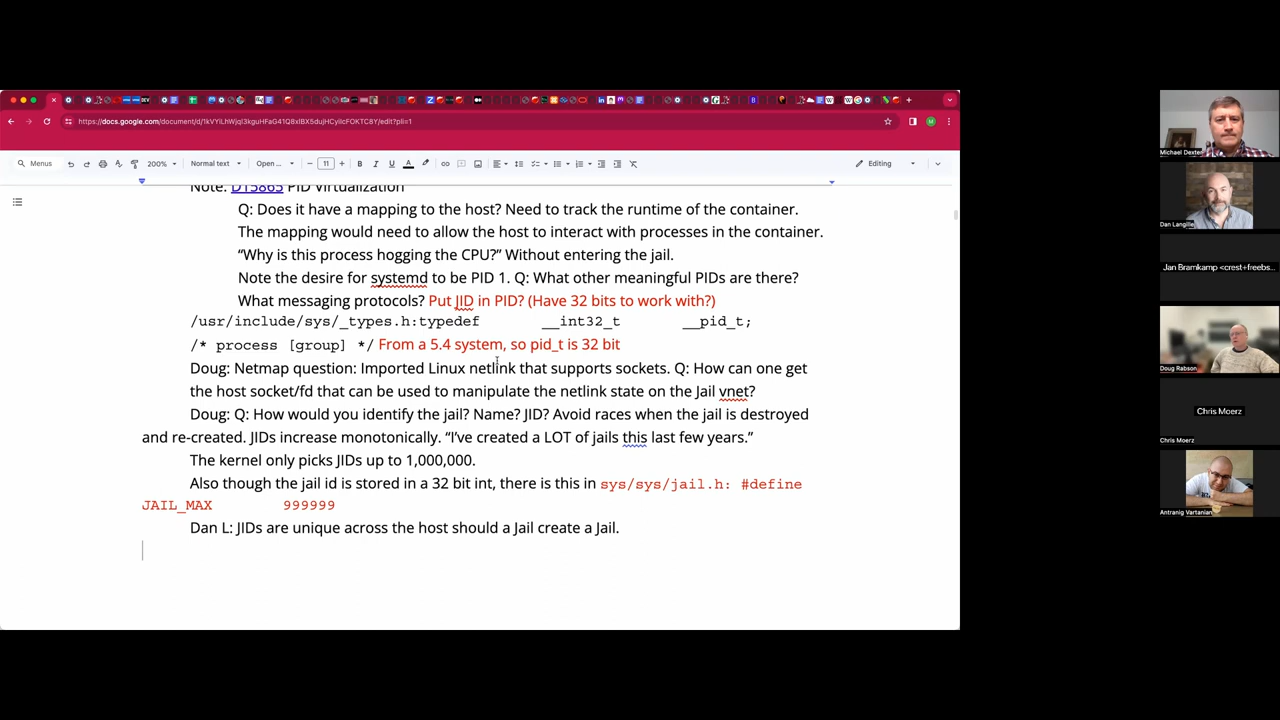 https://docs.google.com/document/d/
Menus
200%
Normal text
Open ...
11
Editing
Note: D15865 PID Virtualization
Q: Does it have a mapping to the host? Need to track the runtime of the container.
The mapping would need to allow the host to interact with processes in the container.
“Why is this process hogging the CPU?” Without entering the jail.
Note the desire for systemd to be PID 1. Q: What other meaningful PIDs are there?
What messaging protocols? Put JID in PID? (Have 32 bits to work with?)
/usr/include/sys/_types.h:typedef __int32_t __pid_t;
/* process [group] */ From a 5.4 system, so pid_t is 32 bit
Doug: Netmap question: Imported Linux netlink that supports sockets. Q: How can one get
the host socket/fd that can be used to manipulate the netlink state on the Jail vnet?
Doug: Q: How would you identify the jail? Name? JID? Avoid races when the jail is destroyed
and re-created. JIDs increase monotonically. “I’ve created a LOT of jails this last few years.”
The kernel only picks JIDs up to 1,000,000.
Also though the jail id is stored in a 32 bit int, there is this in sys/sys/jail.h: #define
JAIL_MAX 999999
Dan L: JIDs are unique across the host should a Jail create a Jail.
Michael Dexter
Dan Langille
Jan Bramkamp <crest+freebs...
Doug Rabson
Chris Moerz
Chris Moerz
Antranig Vartanian